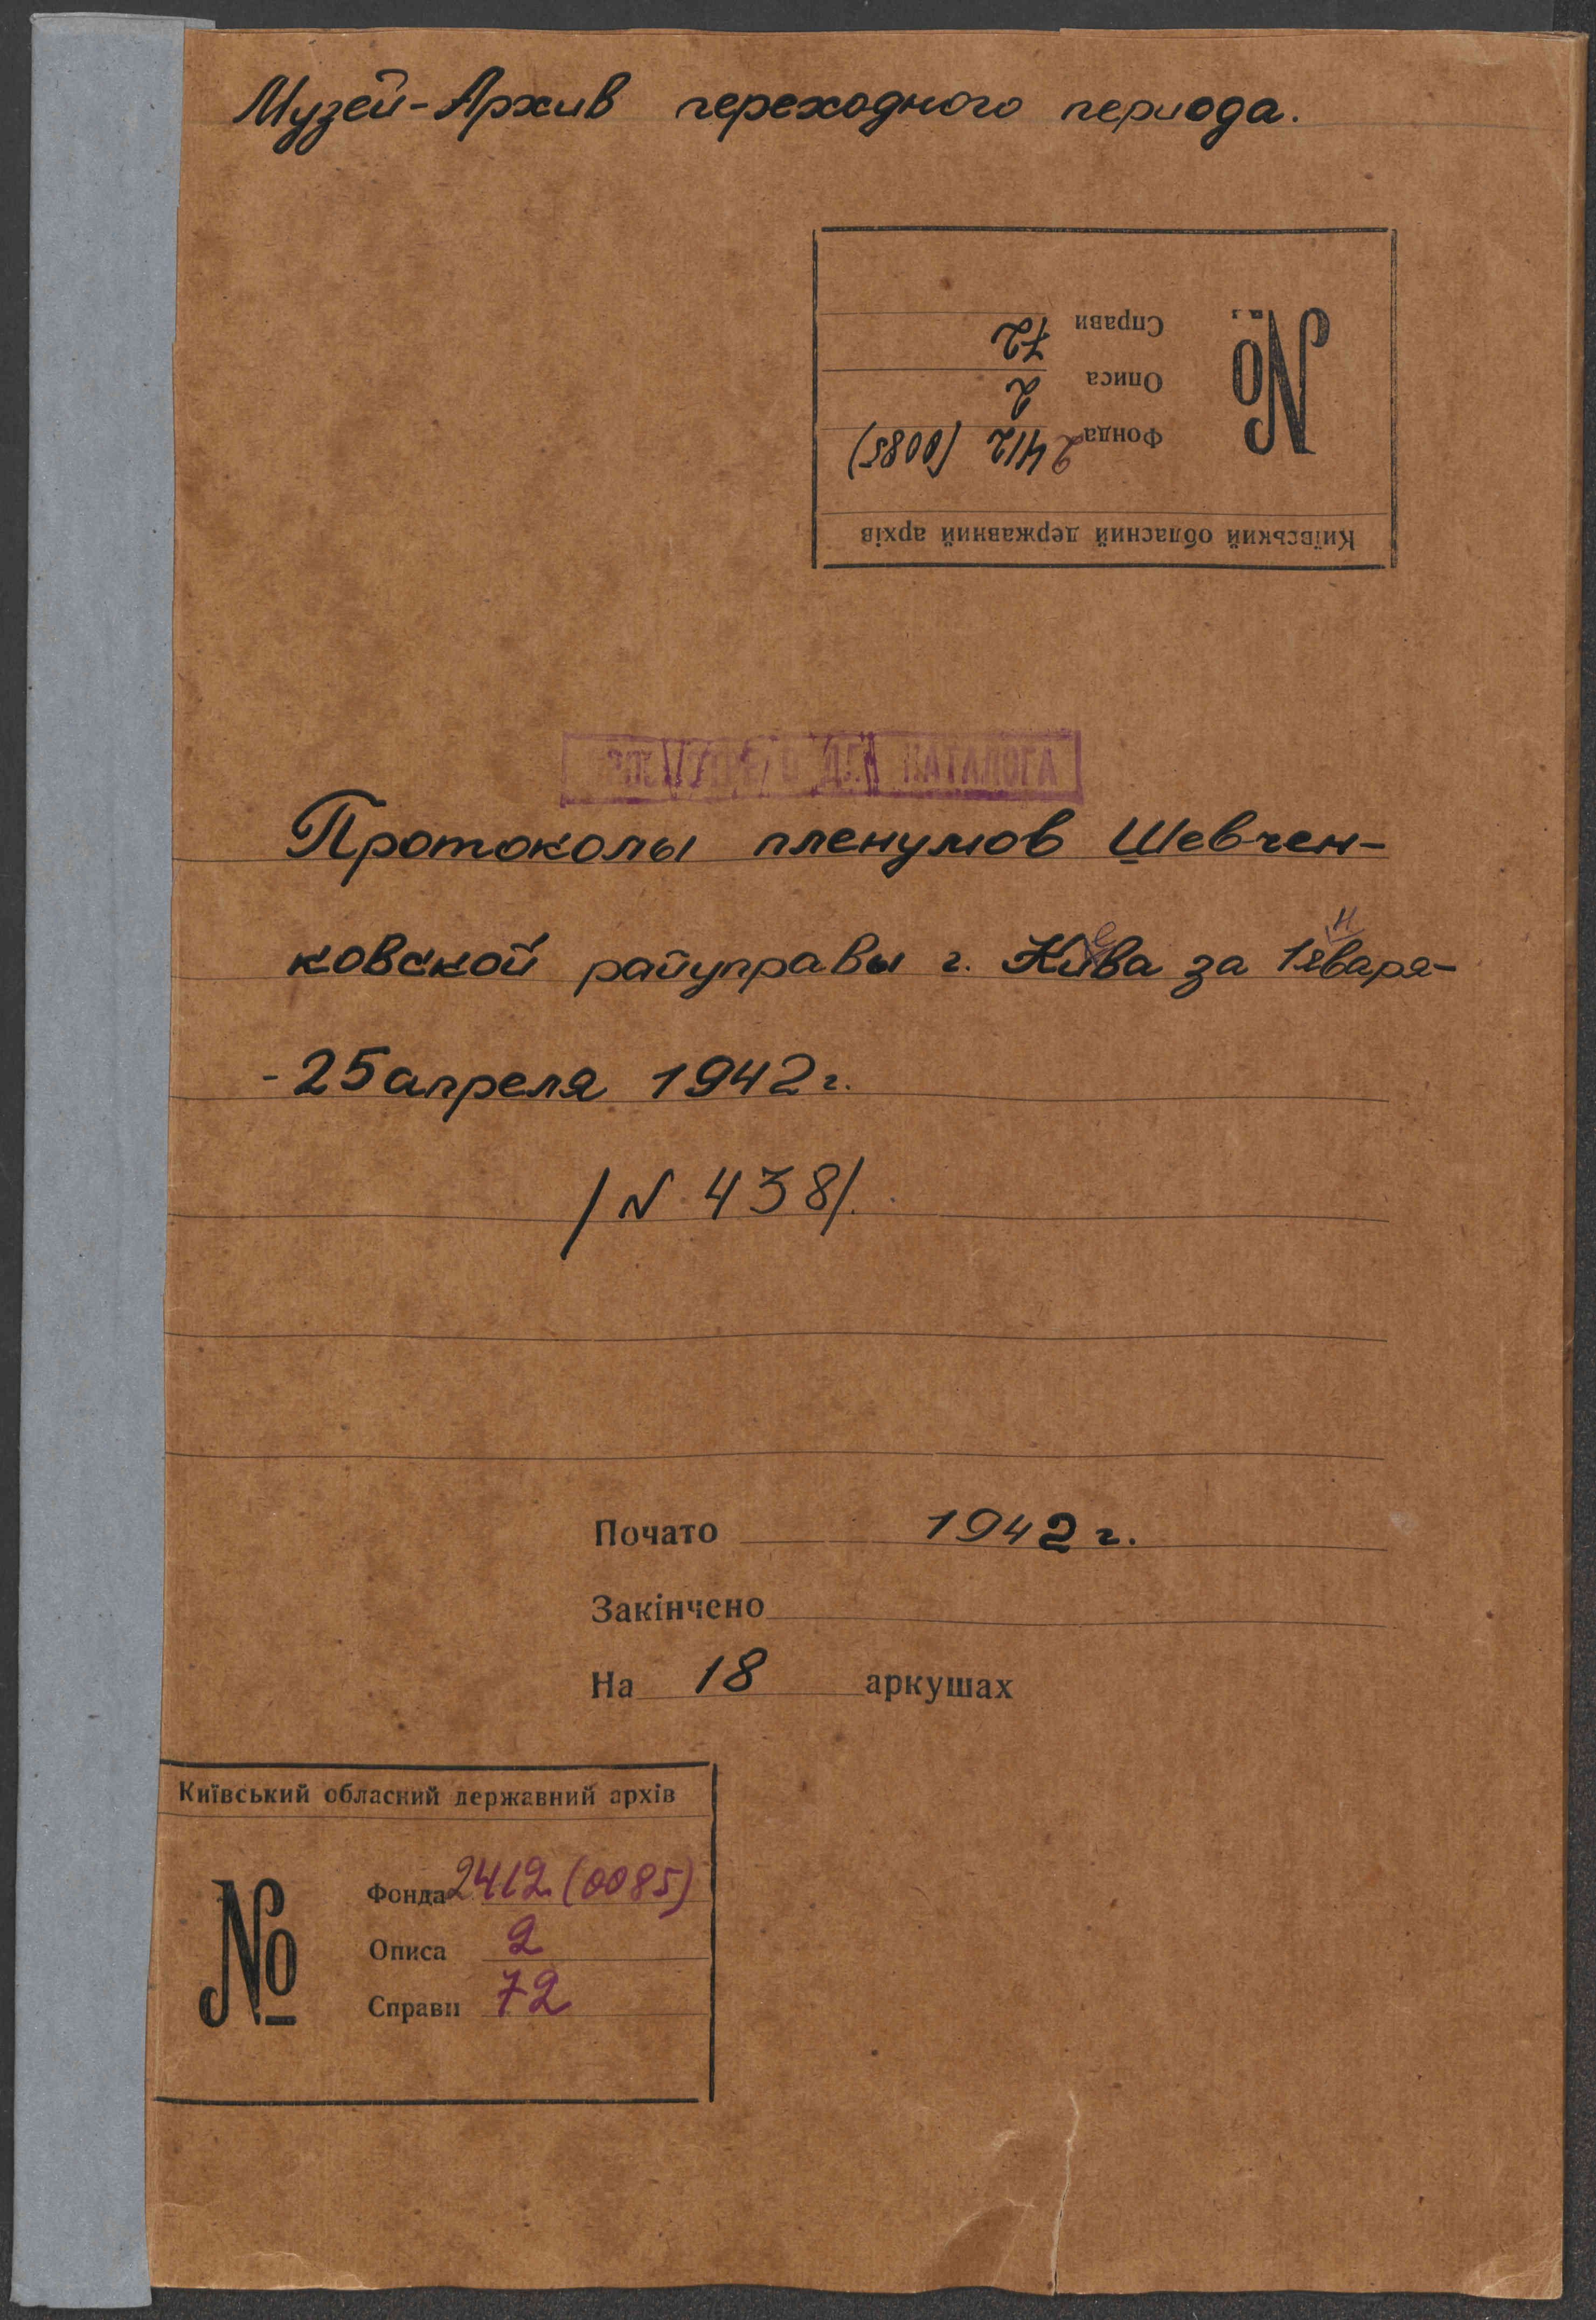 Музей-Архив переходного периода.
Київський обласний державний архів
№
Фонда 2412 (0085)
Описа 2
Справи 72
ДЛЯ КАТАЛОГА
Протоколы пленумов Шевчен-
ковской райуправы г. Киева за 1 января-
-25 апреля 1942 г.
/N 438/.
Почато 1942 г.
Закінчено
На 18 аркушах
Київський обласний державний архів
№
Фонда 2412 (0085)
Описа 2
Справи 72